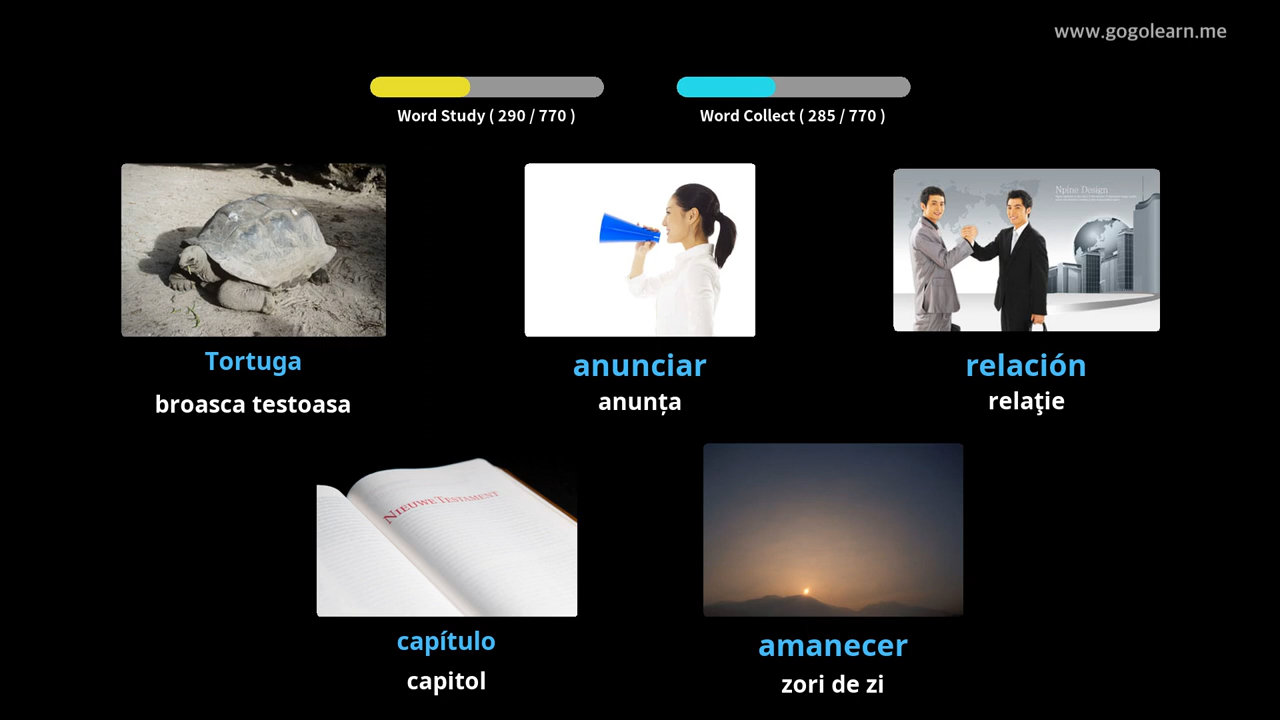 www.gogolearn.me
Word Study ( 290 / 770 )
Word Collect ( 285 / 770 )
Npine Design
Tortuga
broasca testoasa
anunciar
anunța
relación
relaţie
NIEUWE TESTAMENT
capítulo
capitol
amanecer
zori de zi